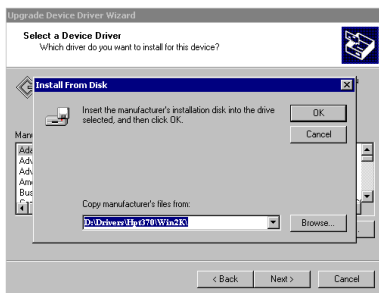 Upgrade Device Driver Wizard
Select a Device Driver
Which driver do you want to install for this device?
Install From Disk
Insert the manufacturer's installation disk into the drive
selected, and then click OK.
OK
Cancel
Copy manufacturer's files from:
D:\Drivers\Hpt370\Win2K\
Browse...
< Back
Next >
Cancel